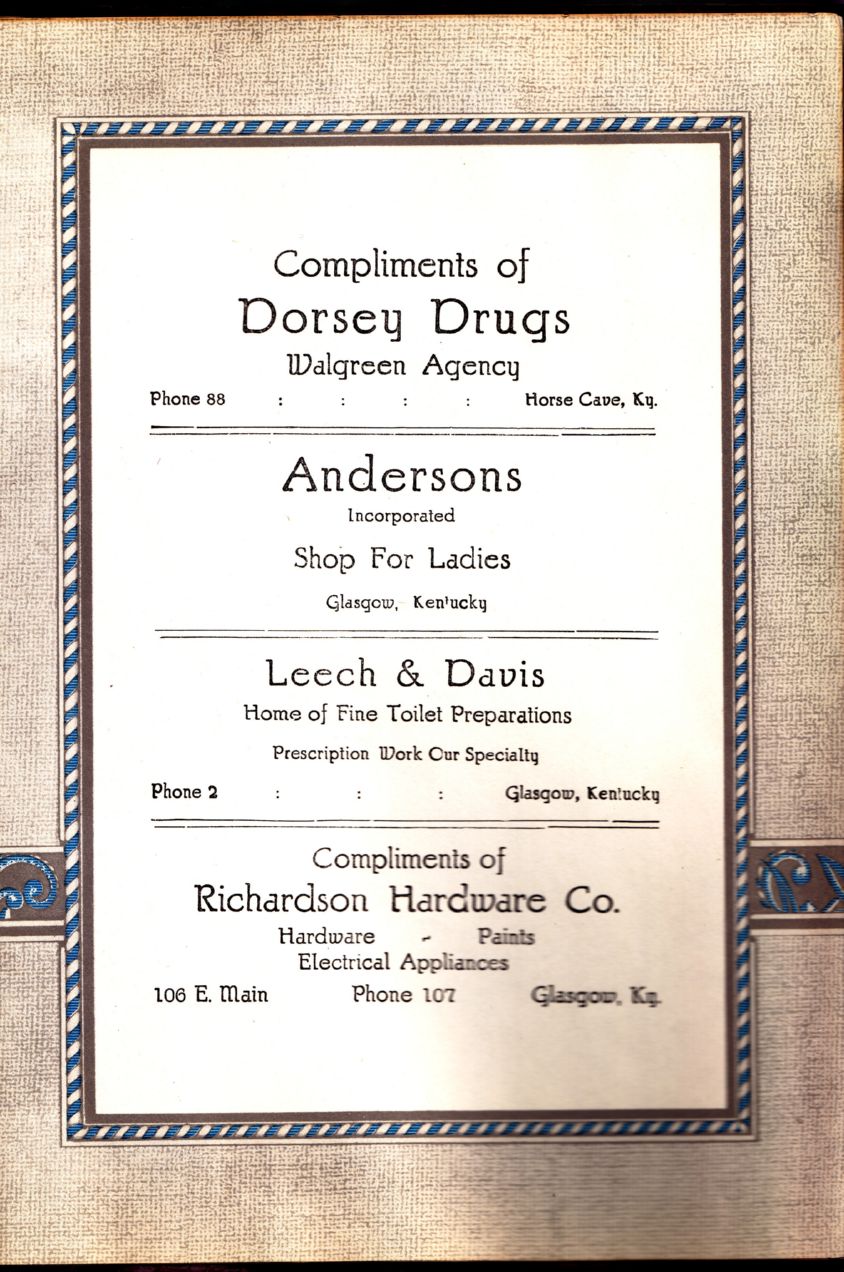 Compliments of
Dorsey Drugs
Walgreen Agency
Phone 88 : : : : Horse Cave, Ky.
Andersons
Incorporated
Shop For Ladies
Glasgow, Kentucky
Leech & Davis
Home of Fine Toilet Preparations
Prescription Work Our Specialty
Phone 2 : : : Glasgow, Kentucky
Compliments of
Richardson Hardware Co.
Hardware - Paints
Electrical Appliances
106 E. Main Phone 107 Glasgow, Ky.